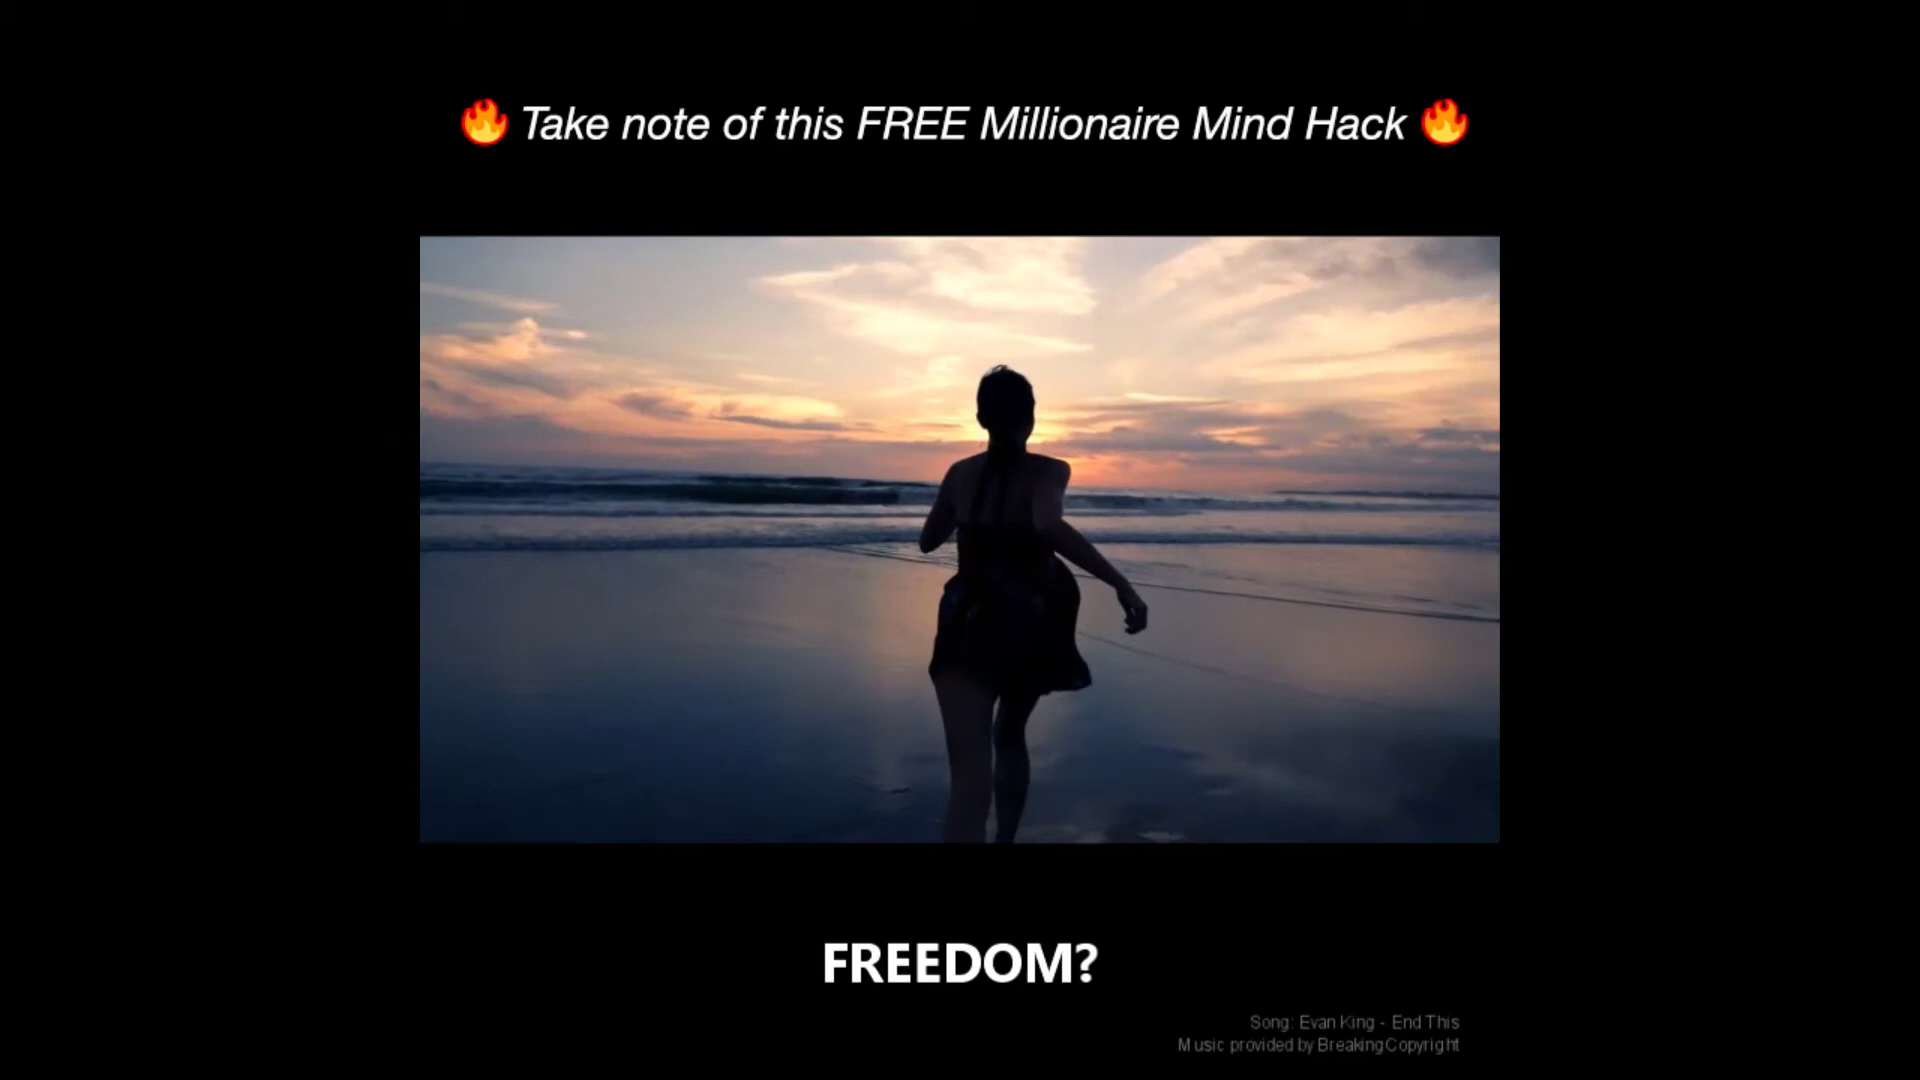 🔥 Take note of this FREE Millionaire Mind Hack 🔥
FREEDOM?
Song: Evan King - End This
Music provided by BreakingCopyright